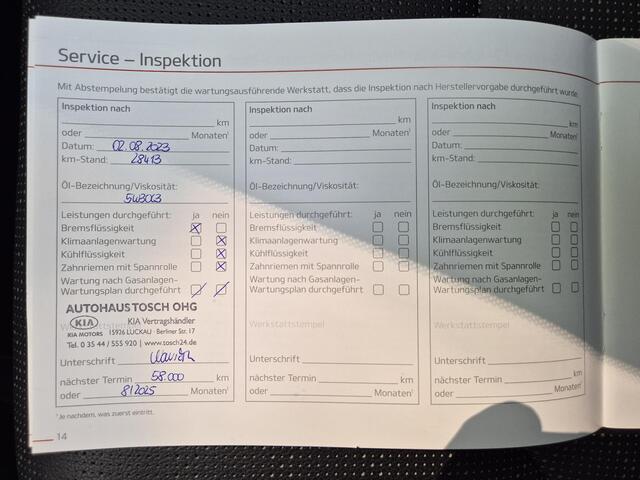 Service – Inspektion
Mit Abstempelung bestätigt die wartungsausführende Werkstatt, dass die Inspektion nach Herstellervorgabe durchgeführt wurde.
Inspektion nach
km
oder Monaten¹
Datum: 02.08.2023
km-Stand: 28413
Öl-Bezeichnung/Viskosität:
5W30C3
Leistungen durchgeführt: ja nein
Bremsflüssigkeit
Klimaanlagenwartung
Kühlflüssigkeit
Zahnriemen mit Spannrolle
Wartung nach Gasanlagen-
Wartungsplan durchgeführt
AUTOHAUS TOSCH OHG
KIA KIA Vertragshändler
KIA MOTORS 15926 LUCKAU · Berliner Str. 17
Tel. 0 35 44 / 555 920 | www.tosch24.de
Unterschrift
nächster Termin 58.000 km
oder 8/2025 Monaten¹
Inspektion nach
km
oder Monaten¹
Datum:
km-Stand:
Öl-Bezeichnung/Viskosität:
Leistungen durchgeführt: ja nein
Bremsflüssigkeit
Klimaanlagenwartung
Kühlflüssigkeit
Zahnriemen mit Spannrolle
Wartung nach Gasanlagen-
Wartungsplan durchgeführt
Werkstattstempel
Unterschrift
nächster Termin km
oder Monaten¹
Inspektion nach
km
oder Monaten¹
Datum:
km-Stand:
Öl-Bezeichnung/Viskosität:
Leistungen durchgeführt: ja nein
Bremsflüssigkeit
Klimaanlagenwartung
Kühlflüssigkeit
Zahnriemen mit Spannrolle
Wartung nach Gasanlagen-
Wartungsplan durchgeführt
Werkstattstempel
Unterschrift
nächster Termin km
oder Monaten¹
¹Je nachdem, was zuerst eintritt.
14